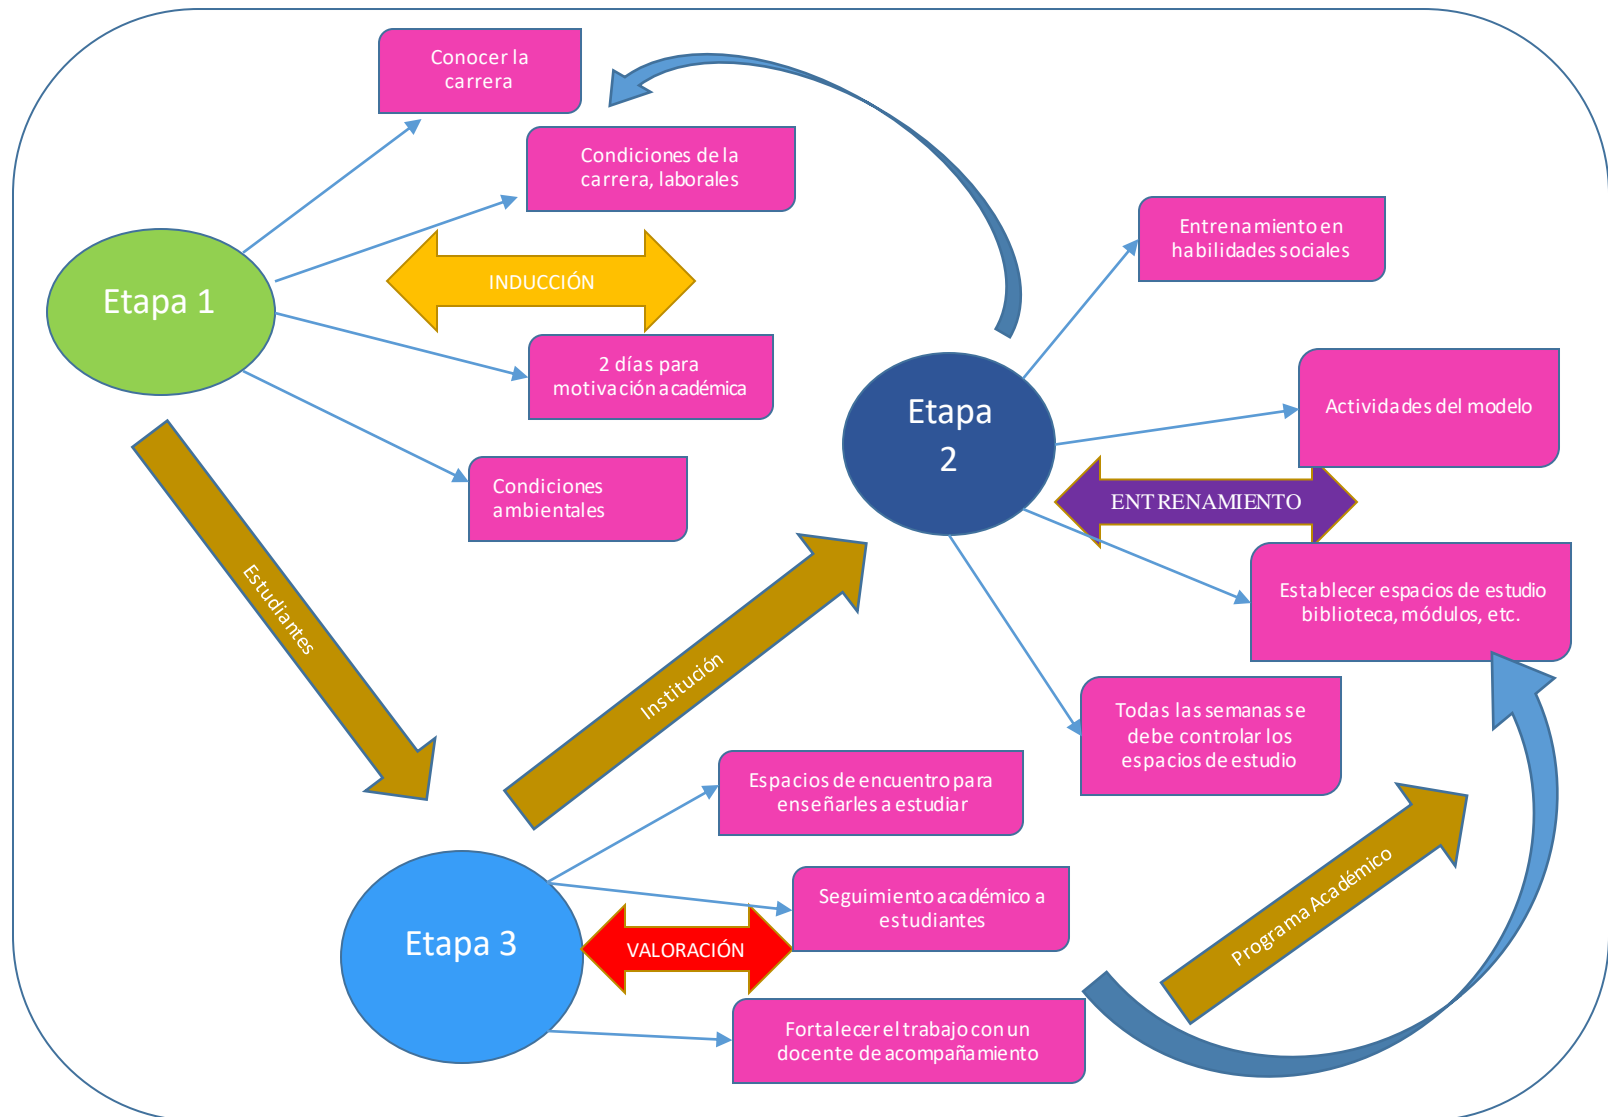 Conocer la
carrera
Condiciones de la
carrera, laborales
Etapa 1
INDUCCIÓN
2 días para
motivación académica
Condiciones
ambientales
Entrenamiento en
habilidades sociales
Etapa
2
Actividades del modelo
ENTRENAMIENTO
Establecer espacios de estudio
biblioteca, módulos, etc.
Todas las semanas se
debe controlar los
espacios de estudio
Estudiantes
Institución
Espacios de encuentro para
enseñarles a estudiar
Etapa 3
Seguimiento académico a
estudiantes
VALORACIÓN
Fortalecer el trabajo con un
docente de acompañamiento
Programa Académico